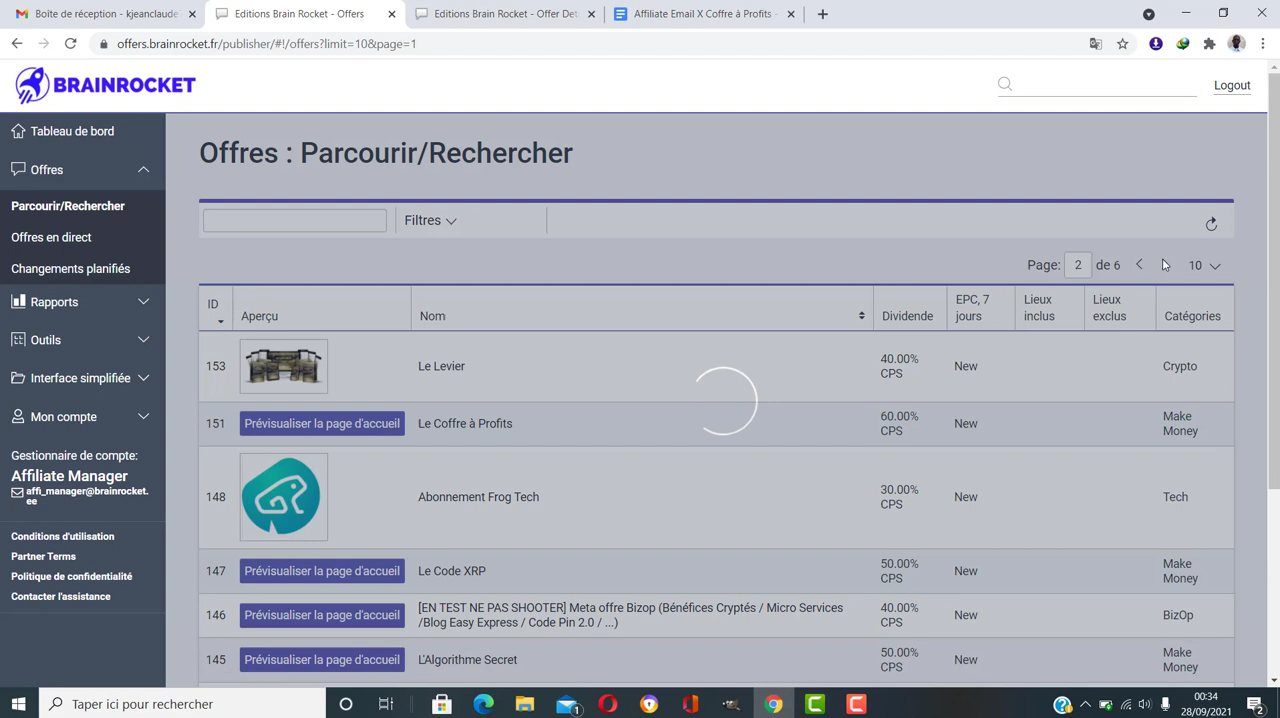 Boîte de réception - kjeanclaude
Editions Brain Rocket - Offers
Editions Brain Rocket - Offer Det
Affiliate Email X Coffre à Profits -
offers.brainrocket.fr/publisher/#!/offers?limit=10&page=1
BRAINROCKET
Logout
Tableau de bord
Offres
Parcourir/Rechercher
Offres en direct
Changements planifiés
Rapports
Outils
Interface simplifiée
Mon compte
Gestionnaire de compte:
Affiliate Manager
affi_manager@brainrocket.
ee
Conditions d'utilisation
Partner Terms
Politique de confidentialité
Contacter l'assistance
Offres : Parcourir/Rechercher
Filtres
Page: 2 de 6 10
ID Aperçu Nom Dividende EPC, 7 jours Lieux inclus Lieux exclus Catégories
153 Le Levier 40.00% CPS New Crypto
151 Prévisualiser la page d'accueil Le Coffre à Profits 60.00% CPS New Make Money
148 Abonnement Frog Tech 30.00% CPS New Tech
147 Prévisualiser la page d'accueil Le Code XRP 50.00% CPS New Make Money
146 Prévisualiser la page d'accueil [EN TEST NE PAS SHOOTER] Meta offre Bizop (Bénéfices Cryptés / Micro Services /Blog Easy Express / Code Pin 2.0 / ...) 40.00% CPS New BizOp
145 Prévisualiser la page d'accueil L'Algorithme Secret 50.00% CPS New Make Money
Taper ici pour rechercher
1
00:34
28/09/2021
2